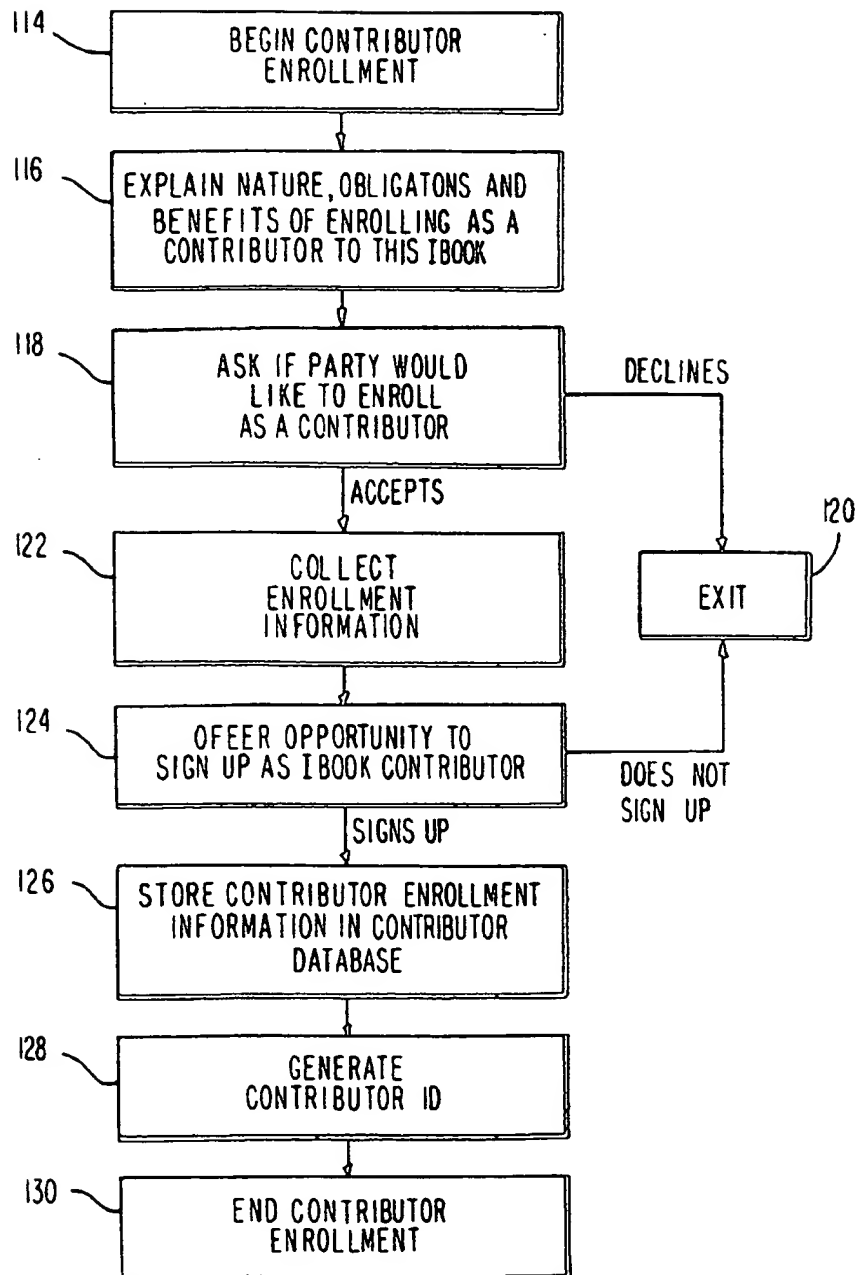 114
BEGIN CONTRIBUTOR
ENROLLMENT
116
EXPLAIN NATURE, OBLIGATONS AND
BENEFITS OF ENROLLING AS A
CONTRIBUTOR TO THIS IBOOK
118
ASK IF PARTY WOULD
LIKE TO ENROLL
AS A CONTRIBUTOR
DECLINES
ACCEPTS
120
EXIT
122
COLLECT
ENROLLMENT
INFORMATION
124
OFEER OPPORTUNITY TO
SIGN UP AS IBOOK CONTRIBUTOR
DOES NOT
SIGN UP
SIGNS UP
126
STORE CONTRIBUTOR ENROLLMENT
INFORMATION IN CONTRIBUTOR
DATABASE
128
GENERATE
CONTRIBUTOR ID
130
END CONTRIBUTOR
ENROLLMENT